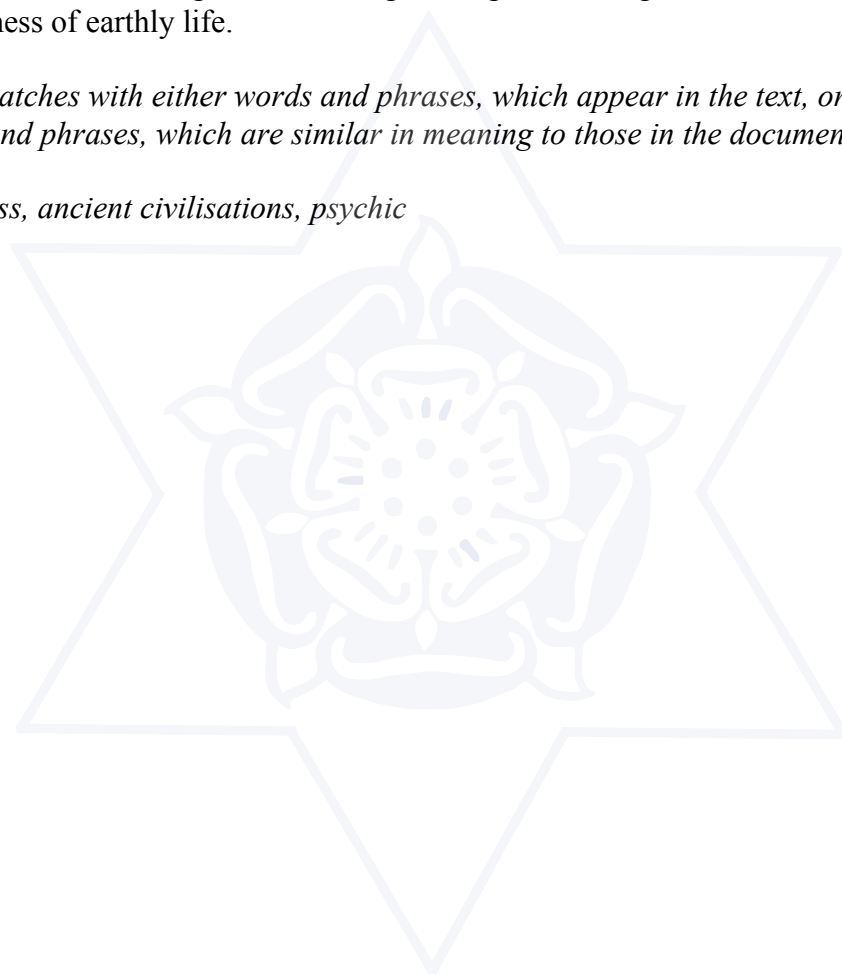 ness of earthly life.
atches with either words and phrases, which appear in the text, or
nd phrases, which are similar in meaning to those in the documen
ss, ancient civilisations, psychic